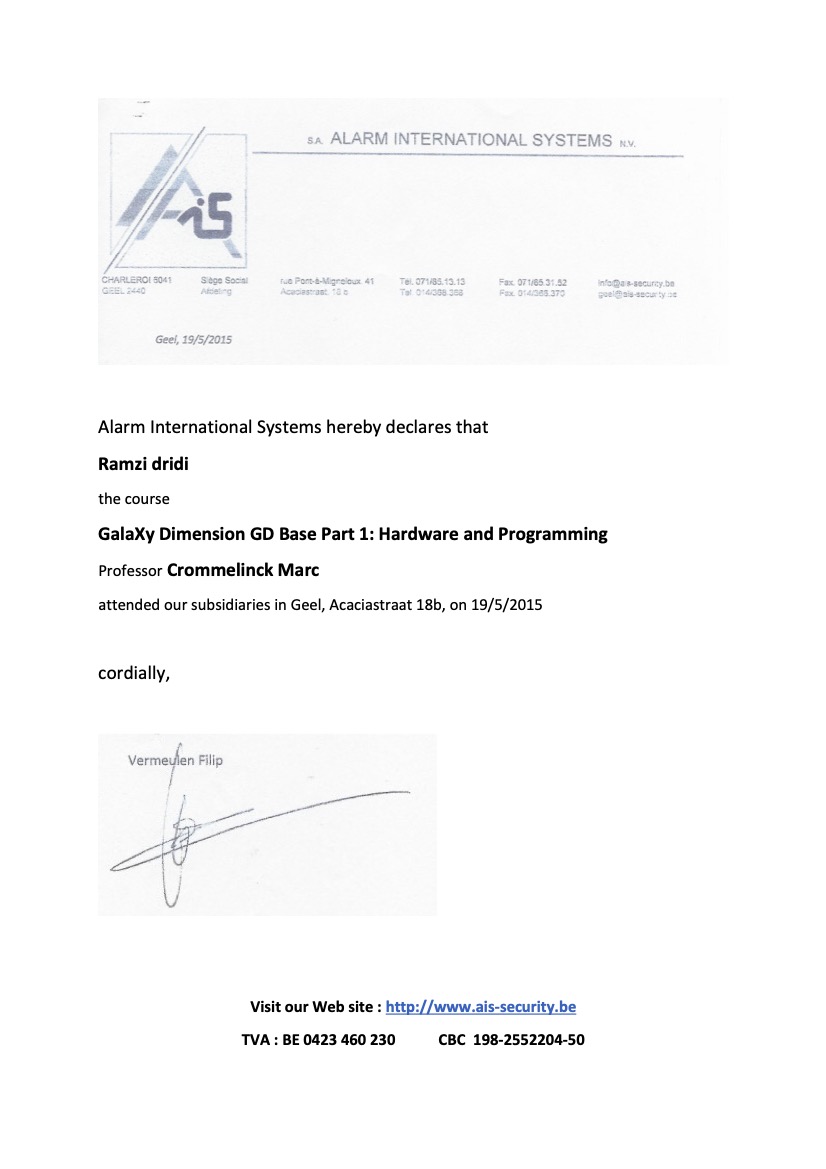 S.A. ALARM INTERNATIONAL SYSTEMS N.V.
AiS
CHARLEROI 6041 Siège Social rue Pont-à-Migneloux 41 Tel. 071/85.13.13 Fax. 071/85.31.52 info@ais-security.be
GEEL 2440 Afdeling Acaciastraat 18 b Tel. 014/368.368 Fax. 014/368.370 geel@ais-security.be
Geel, 19/5/2015
Alarm International Systems hereby declares that
Ramzi dridi
the course
GalaXy Dimension GD Base Part 1: Hardware and Programming
Professor Crommelinck Marc
attended our subsidiaries in Geel, Acaciastraat 18b, on 19/5/2015
cordially,
Vermeulen Filip
Visit our Web site : http://www.ais-security.be
TVA : BE 0423 460 230 CBC 198-2552204-50